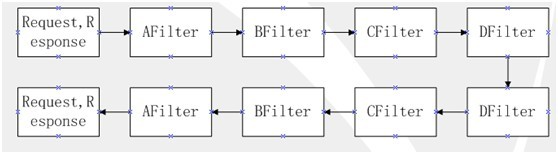 Request,R
esponse
AFilter
BFilter
CFilter
DFilter
Request,R
esponse
AFilter
BFilter
CFilter
DFilter